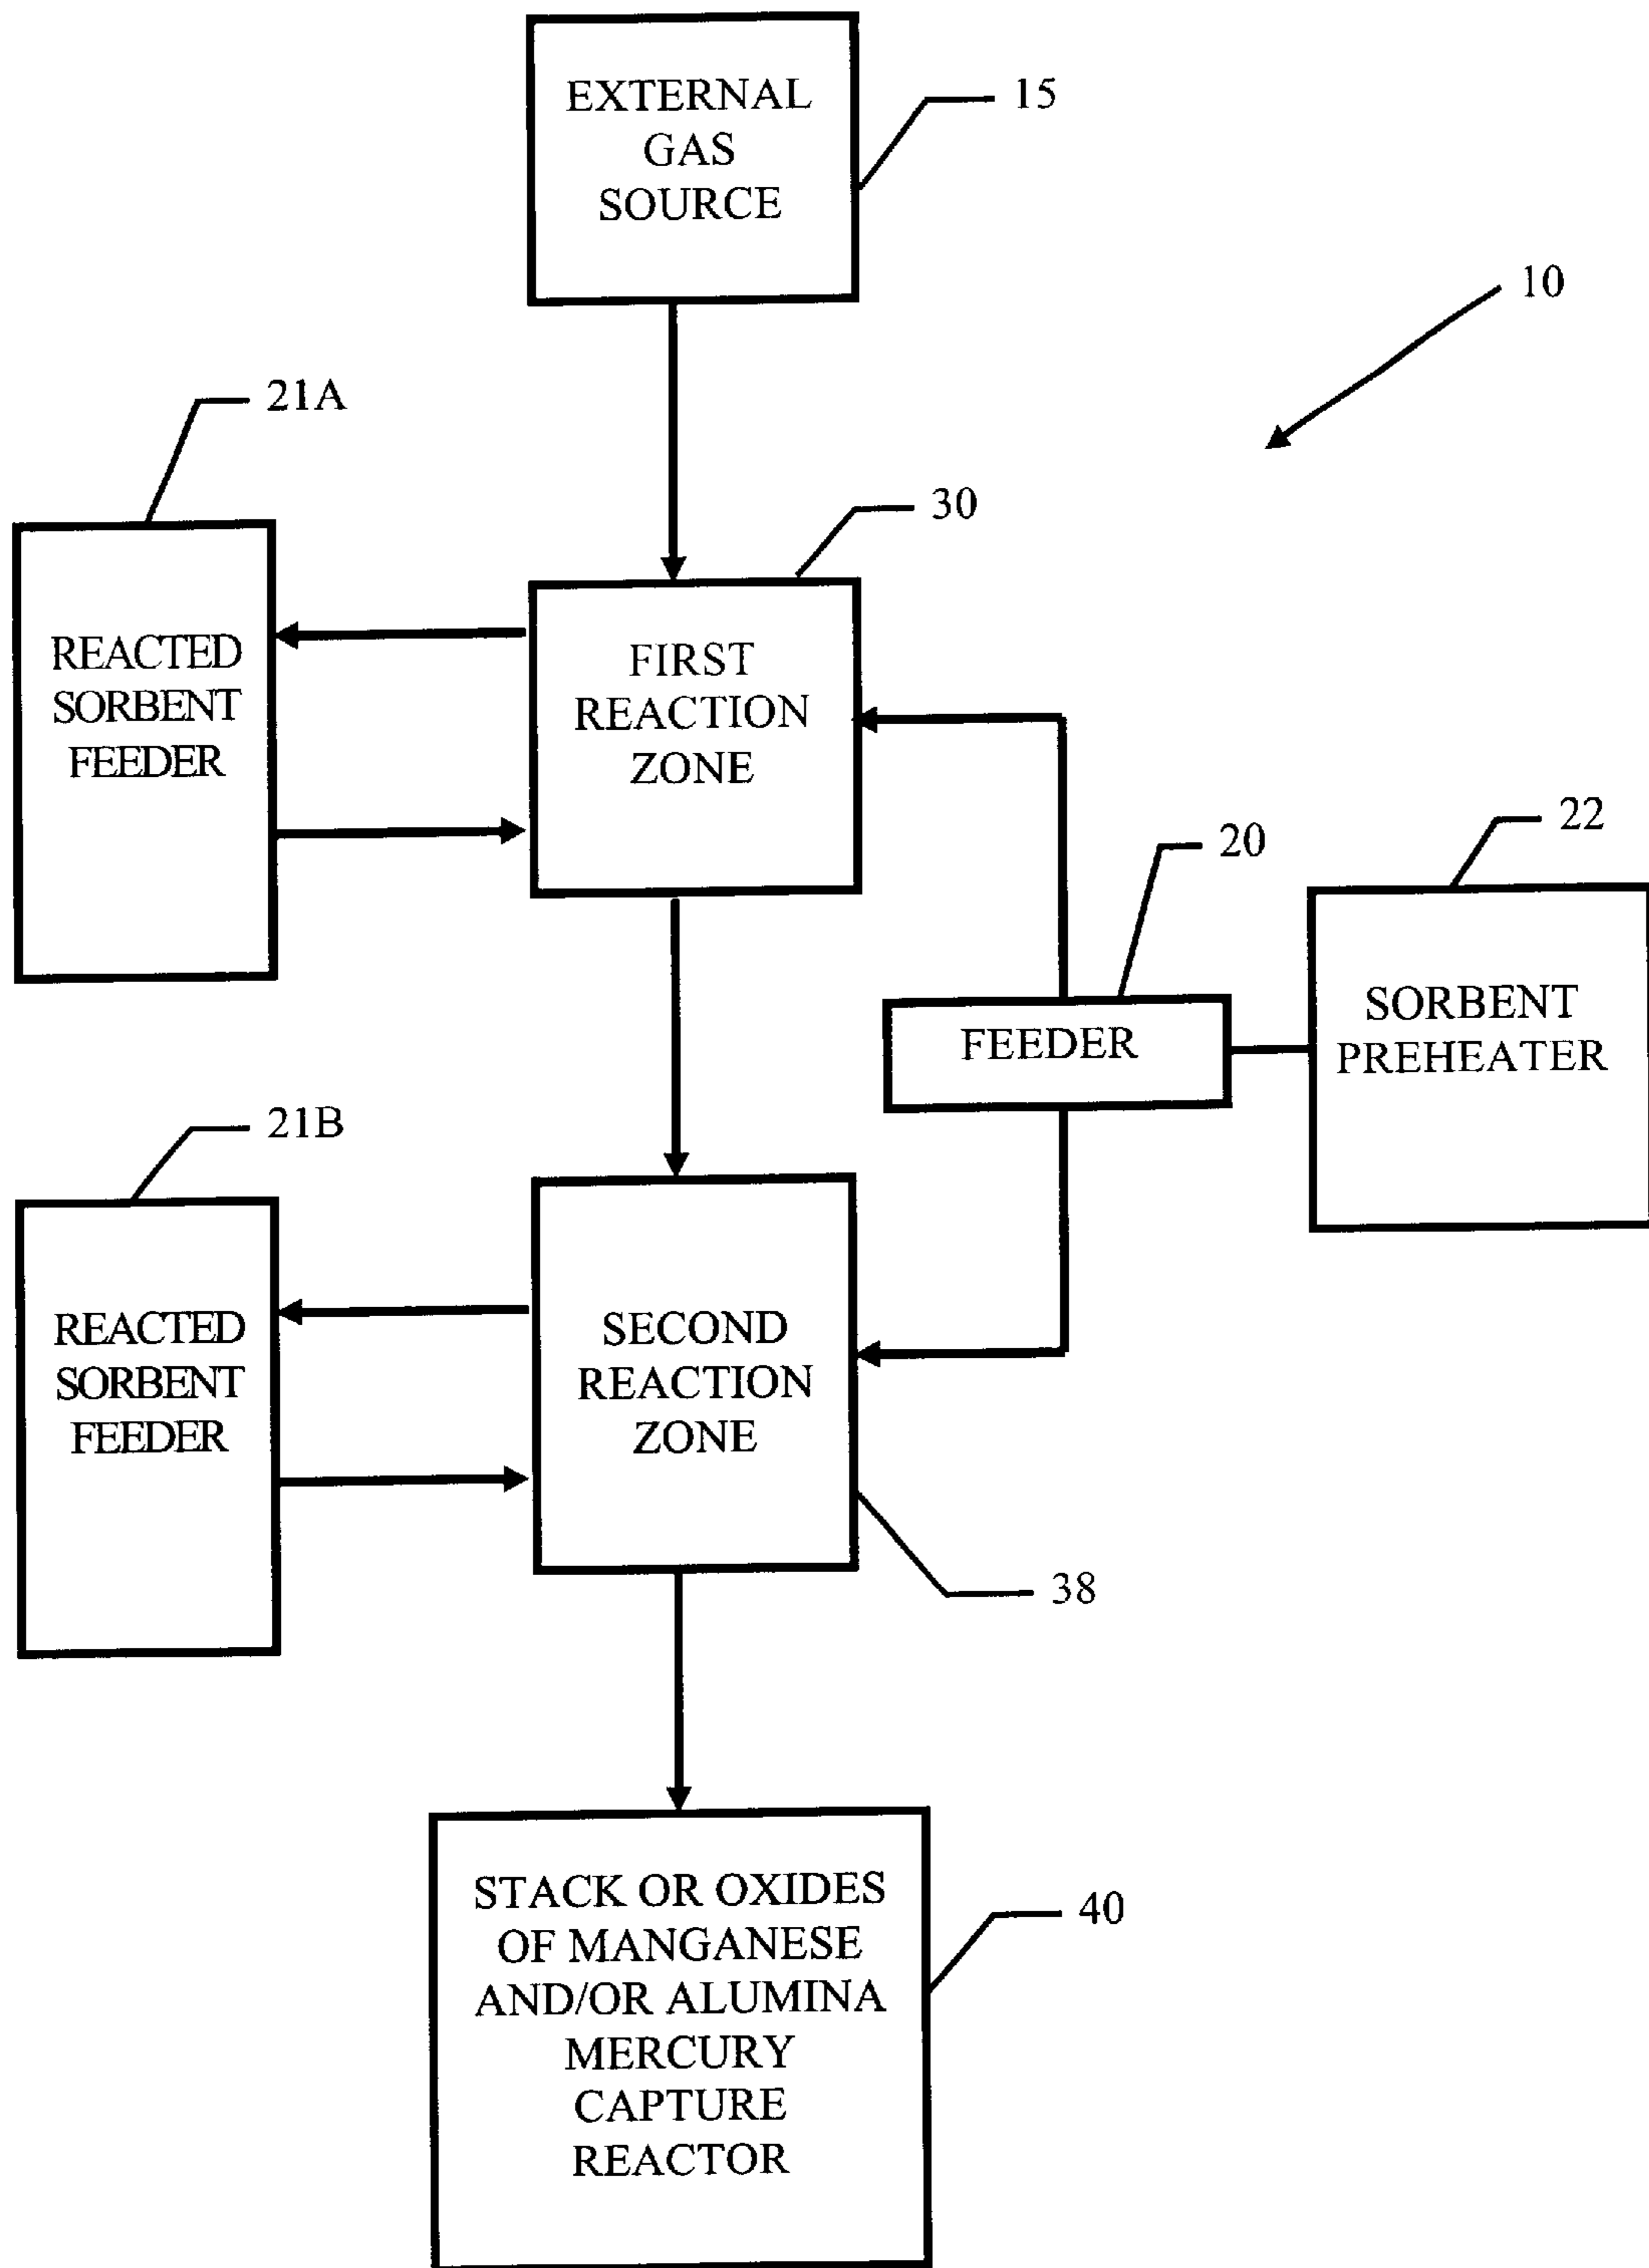 EXTERNAL
GAS
SOURCE
15
10
21A
30
REACTED
SORBENT
FEEDER
FIRST
REACTION
ZONE
20
22
FEEDER
SORBENT
PREHEATER
21B
REACTED
SORBENT
FEEDER
SECOND
REACTION
ZONE
38
STACK OR OXIDES
OF MANGANESE
AND/OR ALUMINA
MERCURY
CAPTURE
REACTOR
40